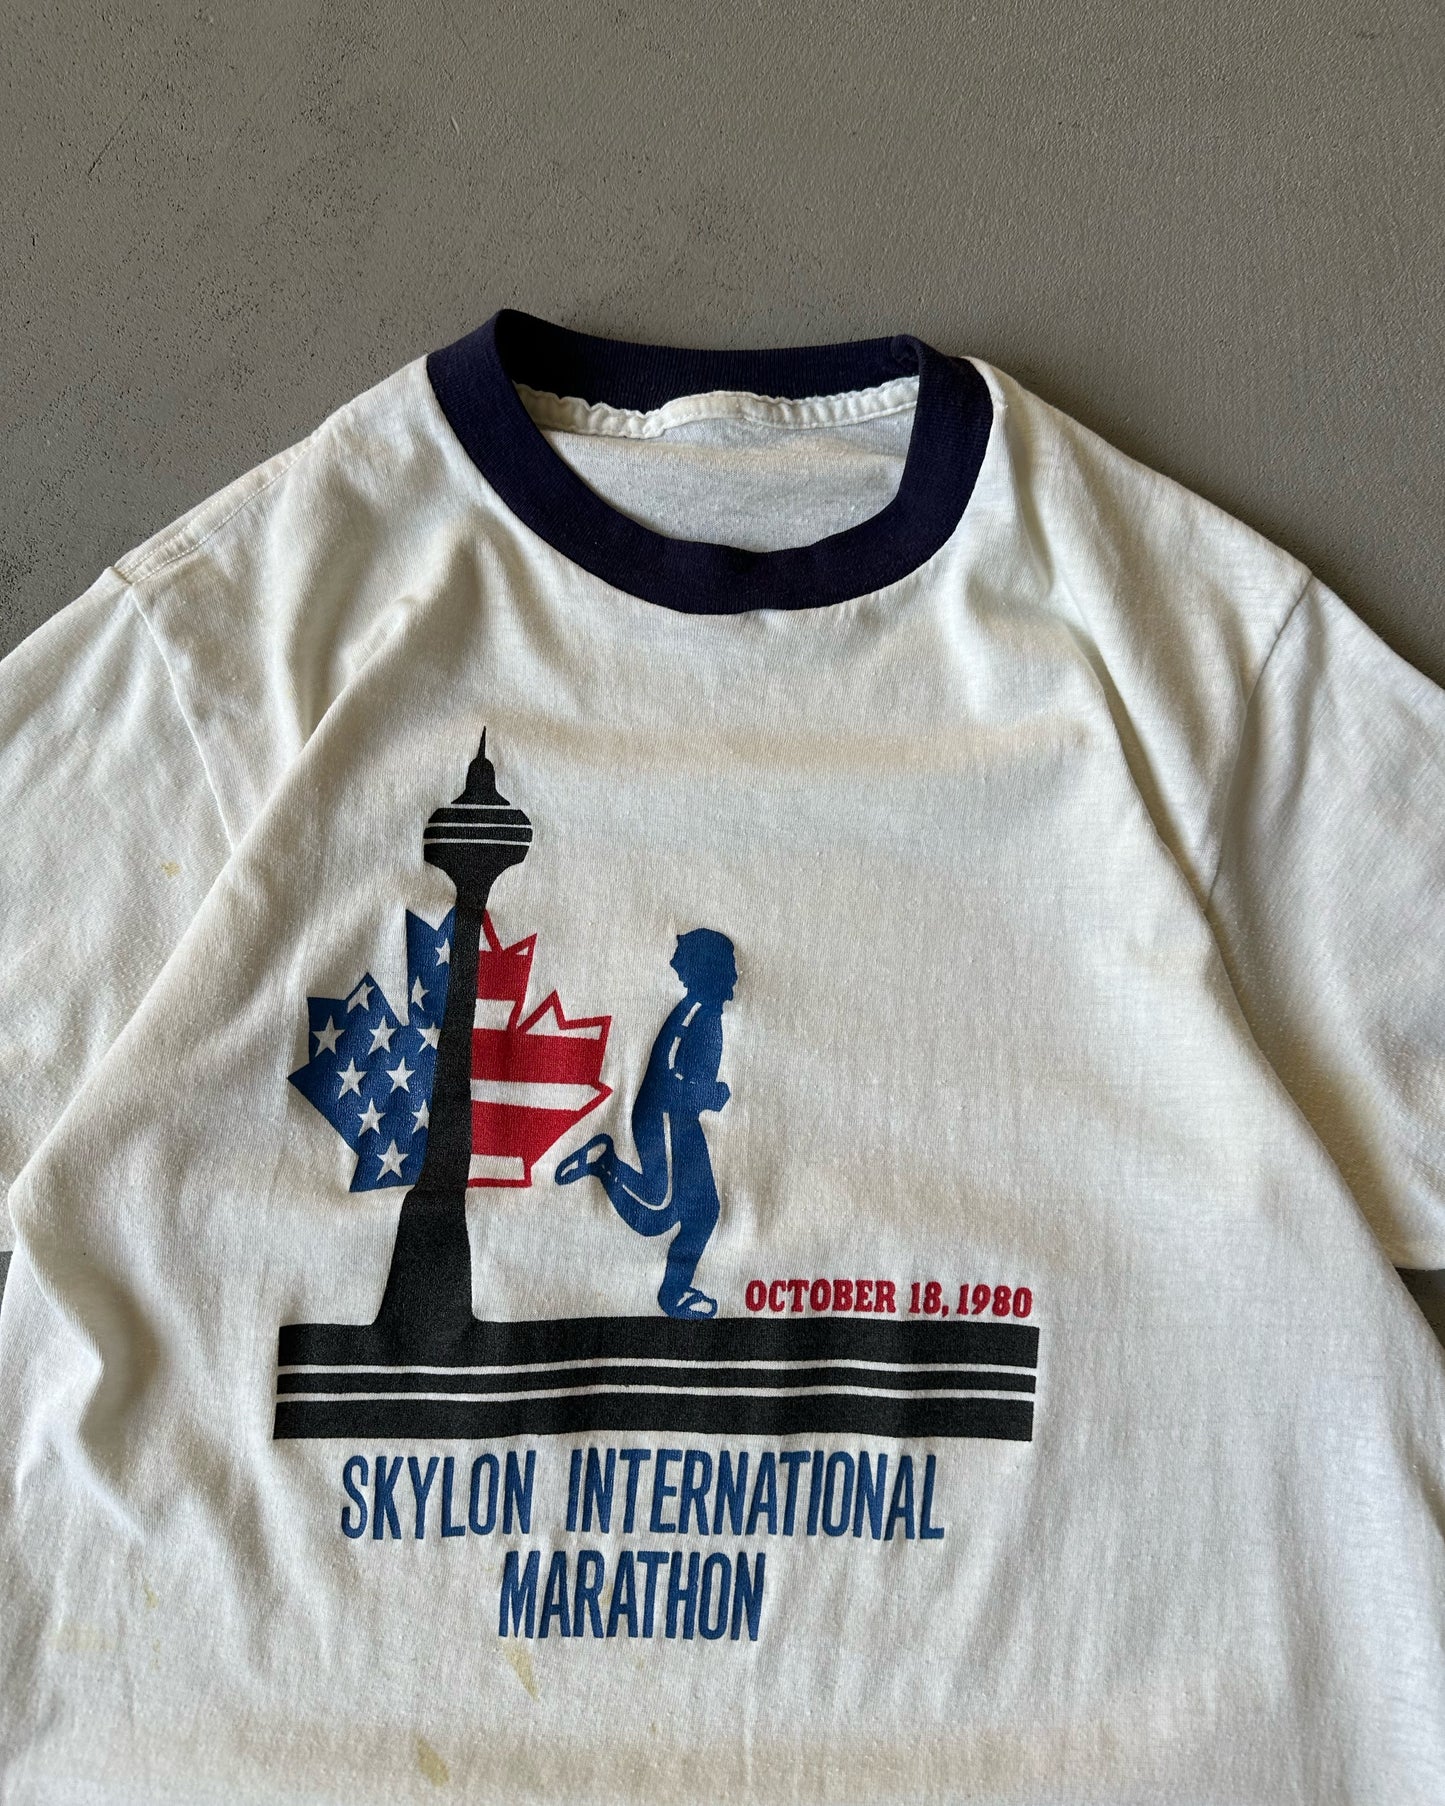 OCTOBER 18, 1980
SKYLON INTERNATIONAL
MARATHON